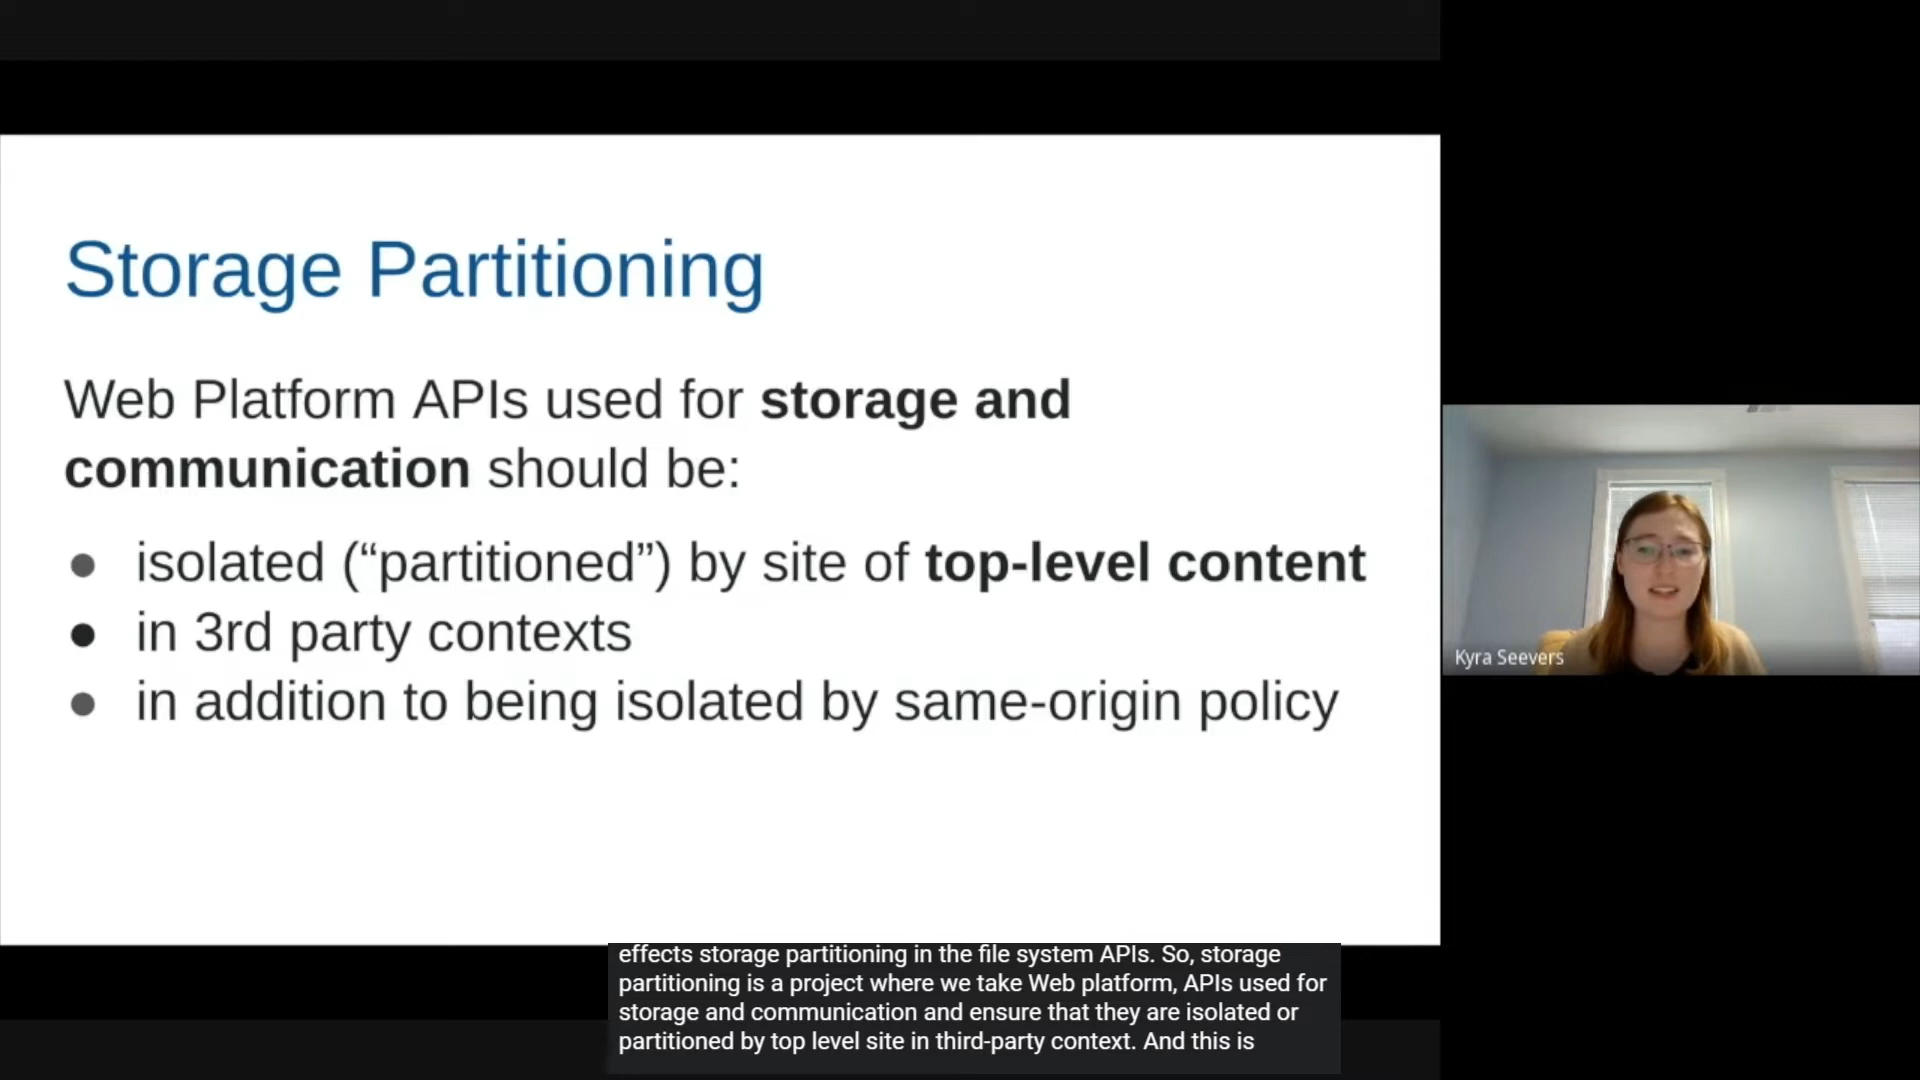 Storage Partitioning
Web Platform APIs used for storage and
communication should be:
● isolated (“partitioned”) by site of top-level content
● in 3rd party contexts
● in addition to being isolated by same-origin policy
Kyra Seevers
effects storage partitioning in the file system APIs. So, storage
partitioning is a project where we take Web platform, APIs used for
storage and communication and ensure that they are isolated or
partitioned by top level site in third-party context. And this is